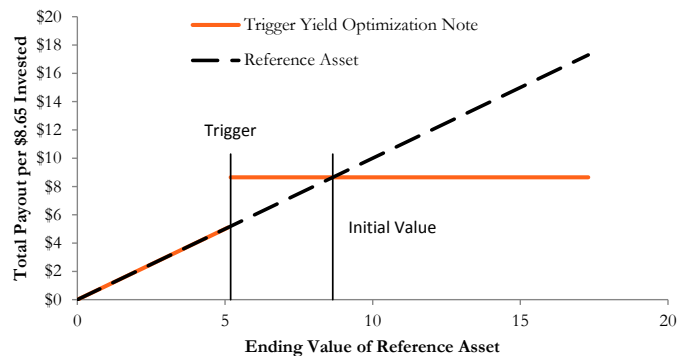 $20
$18
$16
$14
$12
$10
$8
$6
$4
$2
$0
Total Payout per $8.65 Invested
Trigger Yield Optimization Note
Reference Asset
Trigger
Initial Value
0
5
10
15
20
Ending Value of Reference Asset